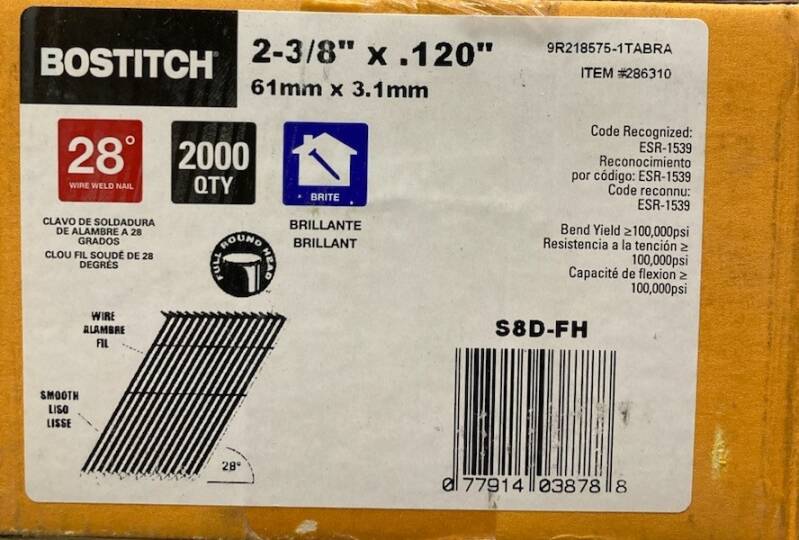 BOSTITCH
2-3/8" x .120"
61mm x 3.1mm
9R218575-1TABRA
ITEM #286310
28°
WIRE WELD NAIL
2000
QTY
BRITE
CLAVO DE SOLDADURA
DE ALAMBRE A 28
GRADOS
CLOU FIL SOUDÉ DE 28
DEGRÉS
BRILLANTE
BRILLANT
FULL ROUND HEAD
Code Recognized:
ESR-1539
Reconocimiento
por código: ESR-1539
Code reconnu:
ESR-1539
Bend Yield ≥100,000psi
Resistencia a la tención ≥
100,000psi
Capacité de flexion ≥
100,000psi
WIRE
ALAMBRE
FIL
SMOOTH
LISO
LISSE
28°
S8D-FH
0 77914 03878 8